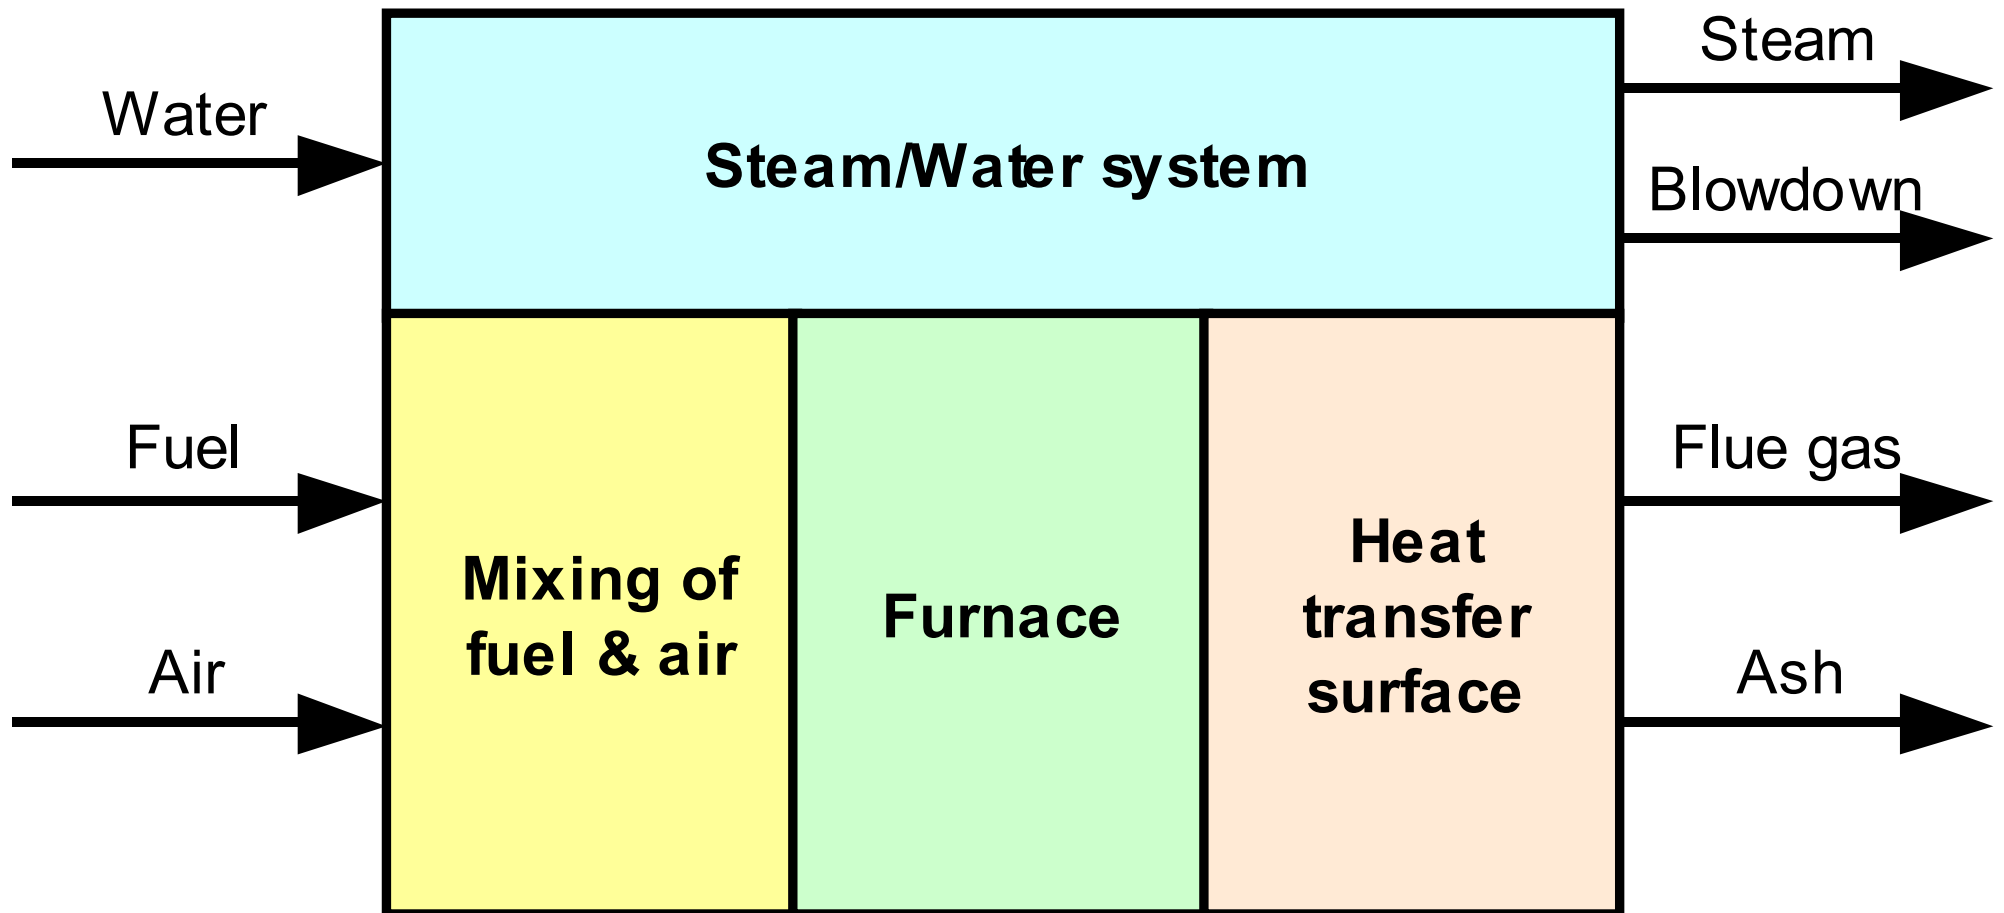 Steam
Water
Steam/Water system
Blowdown
Fuel
Flue gas
Mixing of
fuel & air
Furnace
Heat
transfer
surface
Air
Ash